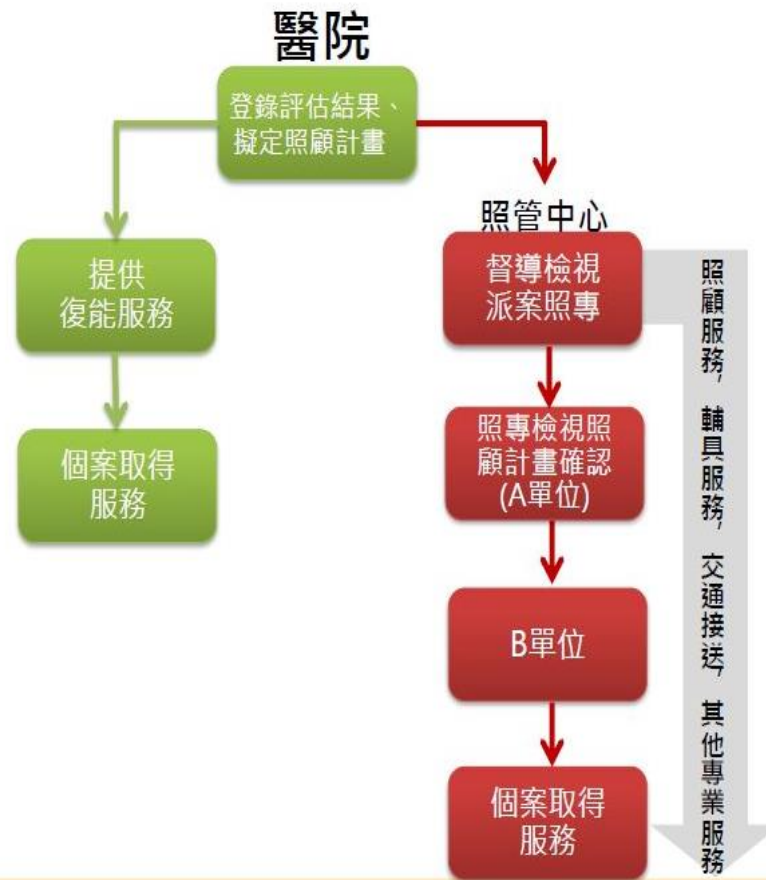 醫院
登錄評估結果、
擬定照顧計畫
提供
復能服務
個案取得
服務
照管中心
督導檢視
派案照專
照專檢視照
顧計畫確認
(A單位)
B單位
個案取得
服務
照顧服務, 輔具服務, 交通接送, 其他專業服務